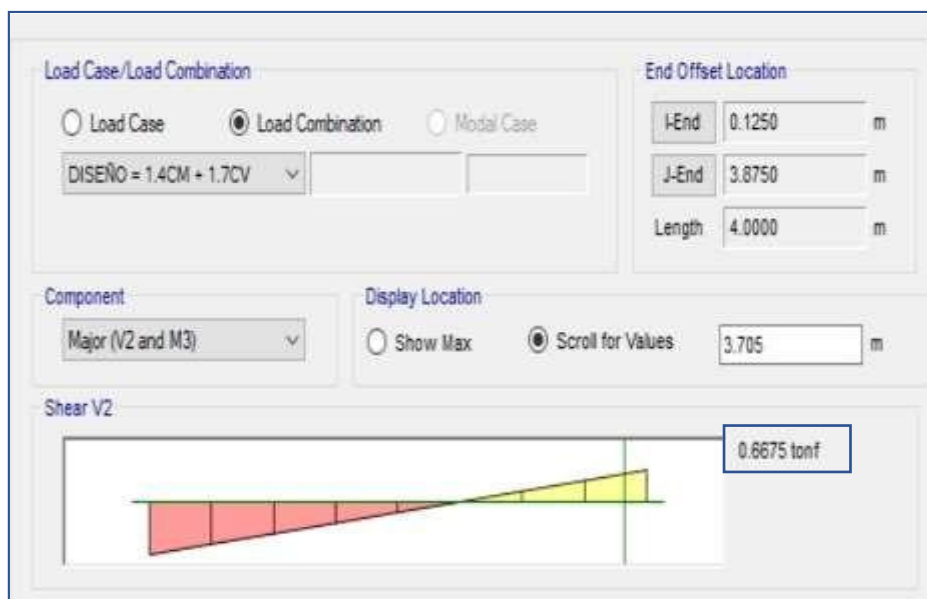 Load Case/Load Combination
Load Case Load Combination Modal Case
DISEÑO = 1.4CM + 1.7CV
End Offset Location
I-End 0.1250 m
J-End 3.8750 m
Length 4.0000 m
Component
Major (V2 and M3)
Display Location
Show Max Scroll for Values 3.705 m
Shear V2
0.6675 tonf